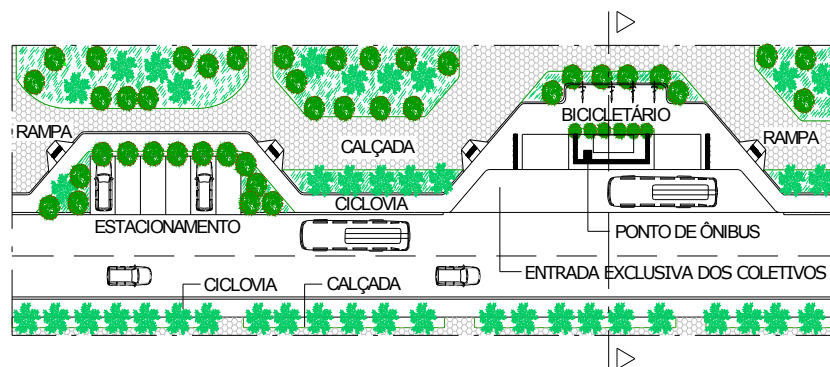 BICICLETÁRIO
RAMPA
CALÇADA
RAMPA
CICLOVIA
ESTACIONAMENTO
PONTO DE ÔNIBUS
ENTRADA EXCLUSIVA DOS COLETIVOS
CICLOVIA
CALÇADA